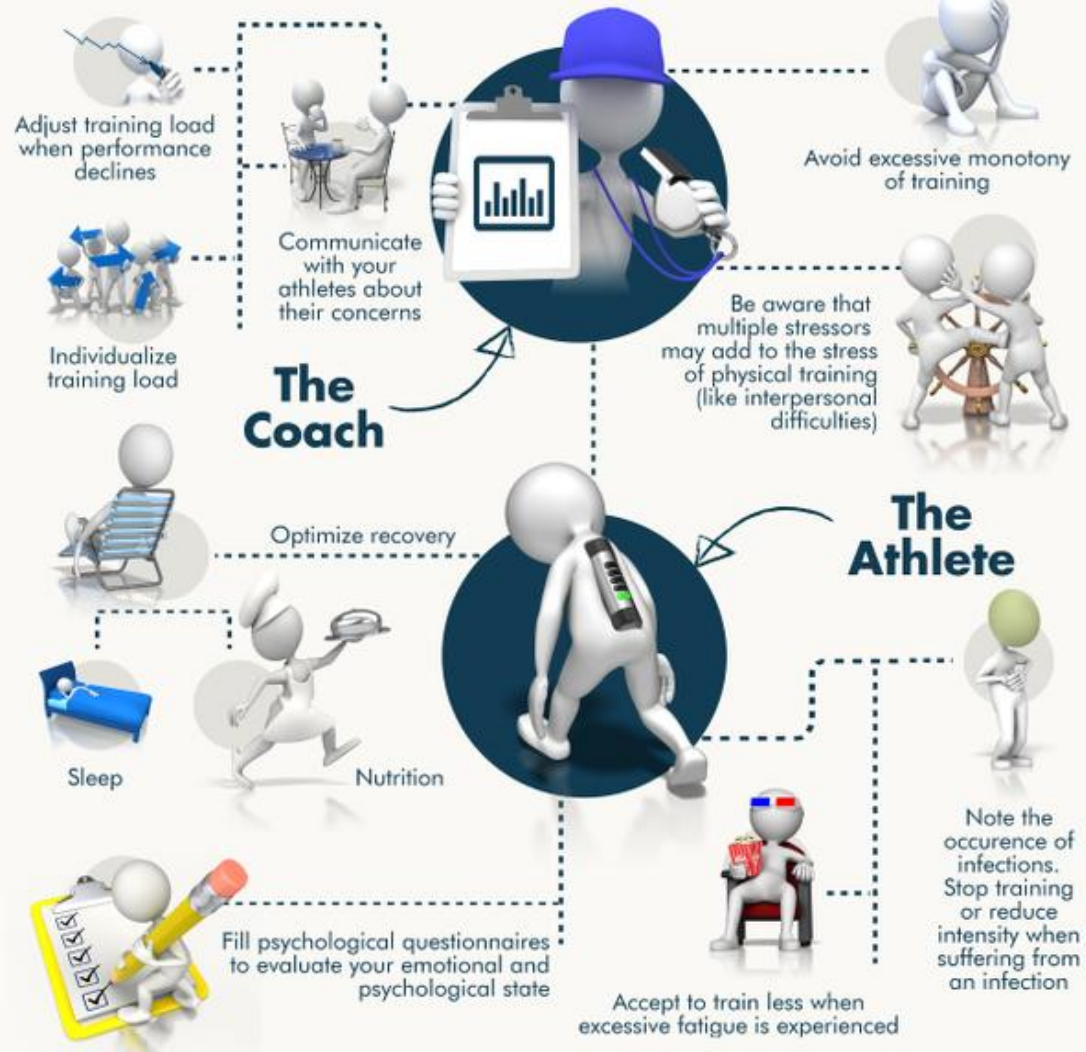 Adjust training load
when performance
declines
Communicate
with your
athletes about
their concerns
Individualize
training load
The
Coach
Avoid excessive monotony
of training
Be aware that
multiple stressors
may add to the stress
of physical training
(like interpersonal
difficulties)
The
Athlete
Optimize recovery
Sleep
Nutrition
Fill psychological questionnaires
to evaluate your emotional and
psychological state
Accept to train less when
excessive fatigue is experienced
Note the
occurence of
infections.
Stop training
or reduce
intensity when
suffering from
an infection